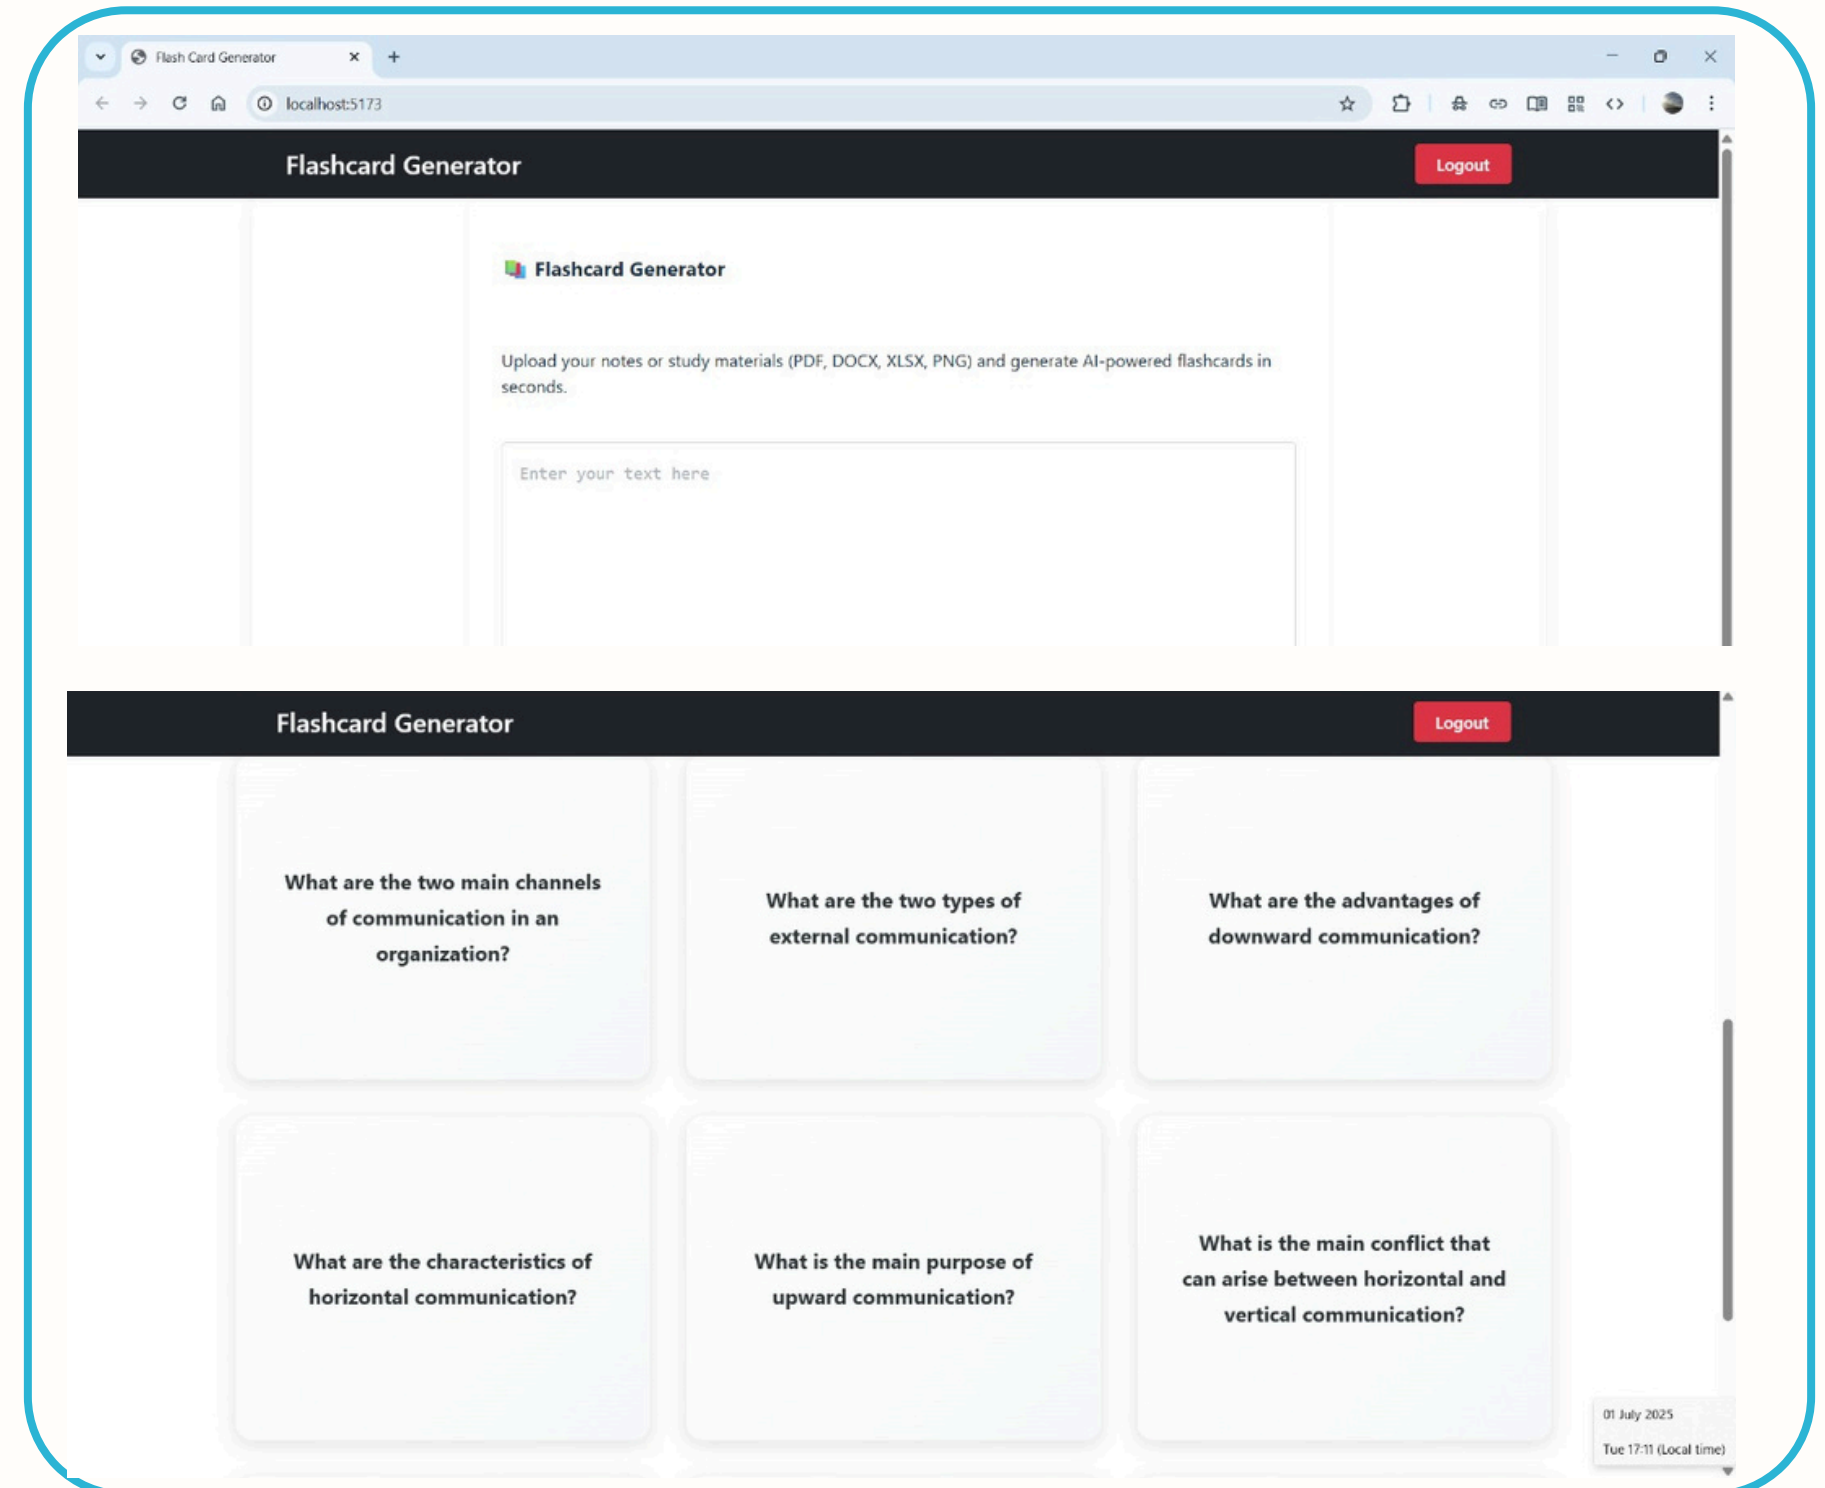 Flash Card Generator
localhost:5173
Flashcard Generator
Logout
Flashcard Generator
Upload your notes or study materials (PDF, DOCX, XLSX, PNG) and generate AI-powered flashcards in
seconds.
Enter your text here
Flashcard Generator
Logout
What are the two main channels
of communication in an
organization?
What are the two types of
external communication?
What are the advantages of
downward communication?
What are the characteristics of
horizontal communication?
What is the main purpose of
upward communication?
What is the main conflict that
can arise between horizontal and
vertical communication?
01 July 2025
Tue 17:11 (Local time)